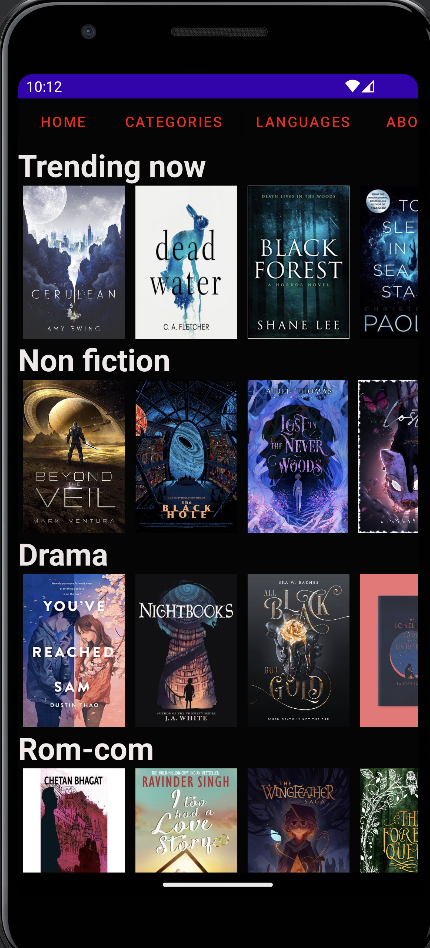 10:12
HOME CATEGORIES LANGUAGES ABO
Trending now
CERULEAN
AMY EWING
dead
water
C. A. FLETCHER
DEATH LIVES IN THE WOODS
BLACK
FOREST
A HORROR NOVEL
SHANE LEE
TO
SLE
IN
SEA
STA
PAOL
Non fiction
BEYOND
THE
VEIL
MARK VENTURA
THE
BLACK
HOLE
LOST IN
THE NEVER
WOODS
Lost
Drama
YOU'VE
REACHED
SAM
DUSTIN THAO
NIGHTBOOKS
J.A. WHITE
ALL
BLACK
BUT
GOLD
Rom-com
CHETAN BHAGAT
RAVINDER SINGH
I too
had a
Love
Story
THE
WINGFEATHER
SAGA
THE
FORE
QUE